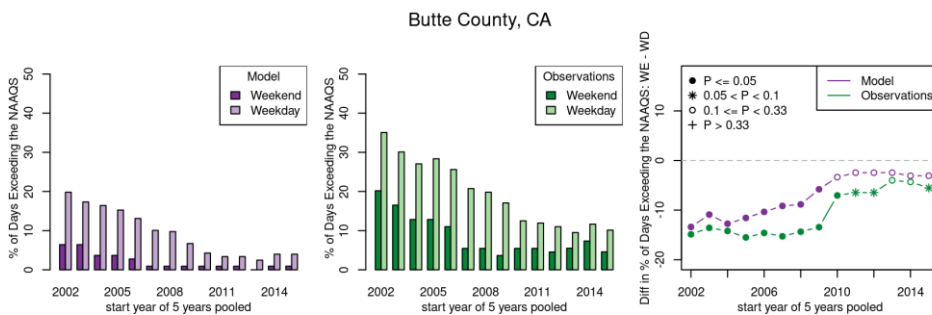 Butte County, CA
% of Days Exceeding the NAAQS
50
40
30
20
10
0
Model
Weekend
Weekday
2002
2005
2008
2011
2014
start year of 5 years pooled
% of Days Exceeding the NAAQS
50
40
30
20
10
0
Observations
Weekend
Weekday
2002
2005
2008
2011
2014
start year of 5 years pooled
Diff in % of Days Exceeding the NAAQS: WE - WD
10
0
-10
-20
P <= 0.05
0.05 < P < 0.1
0.1 <= P < 0.33
P > 0.33
Model
Observations
2002
2006
2010
2014
start year of 5 years pooled